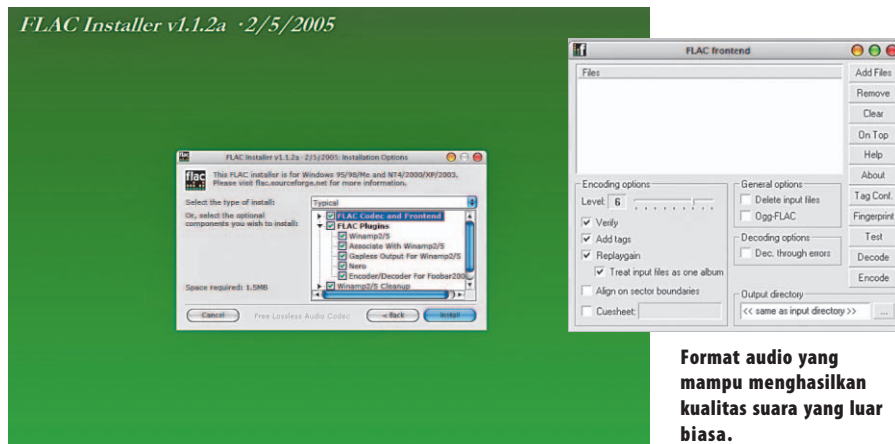 FLAC Installer v1.1.2a ·2/5/2005
FLAC Installer v1.1.2a · 2/5/2005: Installation Options
flac
This FLAC installer is for Windows 95/98/Me and NT4/2000/XP/2003.
Please visit flac.sourceforge.net for more information.
Select the type of install:
Typical
Or, select the optional
components you wish to install:
FLAC Codec and Frontend
FLAC Plugins
Winamp2/5
Associate With Winamp2/5
Gapless Output For Winamp2/5
Nero
Encoder/Decoder For Foobar200
Winamp2/5 Cleanup
Space required: 1.5MB
Cancel
Free Lossless Audio Codec
< Back
Install
FLAC frontend
Files
Add Files
Remove
Clear
On Top
Help
About
Tag Conf.
Fingerprint
Test
Decode
Encode
Encoding options
Level: 6
Verify
Add tags
Replaygain
Treat input files as one album
Align on sector boundaries
Cuesheet:
General options
Delete input files
Ogg-FLAC
Decoding options
Dec. through errors
Output directory
<< same as input directory >>
...
Format audio yang
mampu menghasilkan
kualitas suara yang luar
biasa.